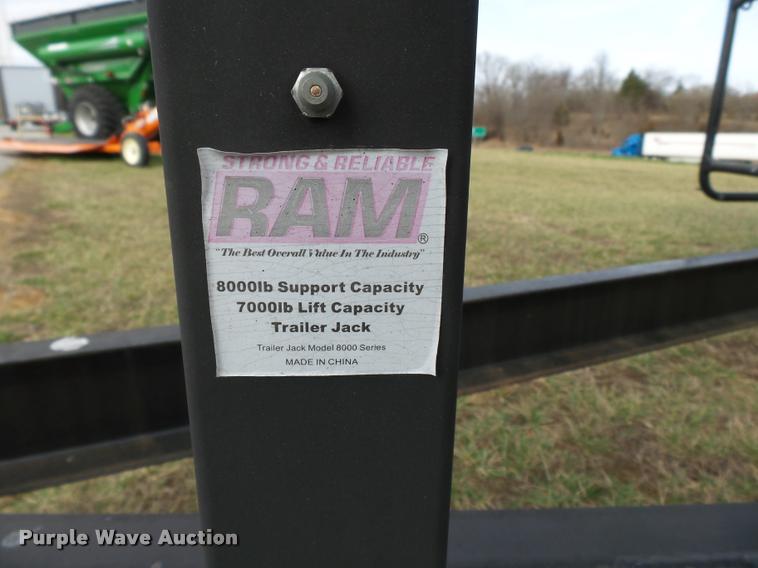 STRONG & RELIABLE
RAM®
"The Best Overall Value In The Industry"
8000lb Support Capacity
7000lb Lift Capacity
Trailer Jack
Trailer Jack Model 8000 Series
MADE IN CHINA
Purple Wave Auction